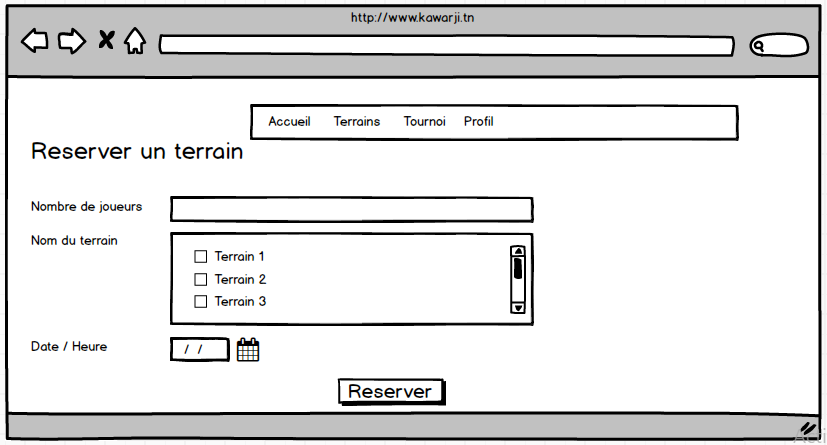 http://www.kawarji.tn
Accueil Terrains Tournoi Profil
Reserver un terrain
Nombre de joueurs
Nom du terrain
Terrain 1
Terrain 2
Terrain 3
Date / Heure
/ /
Reserver